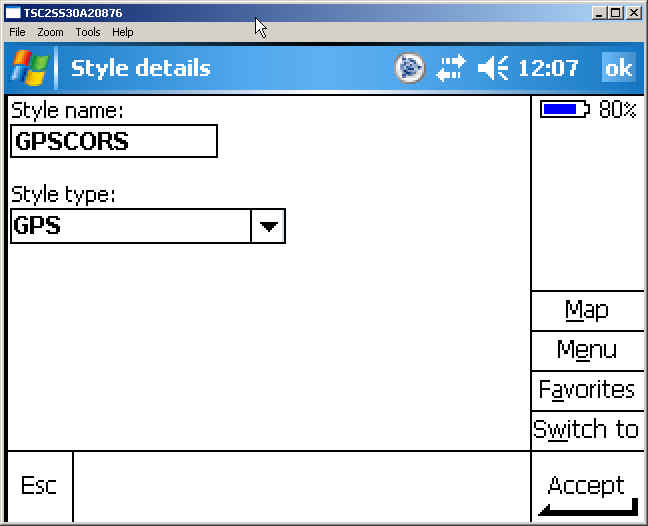 TSC2SS30A20876
File Zoom Tools Help
Style details 12:07 ok
Style name: 80%
GPSCORS
Style type:
GPS
Map
Menu
Favorites
Switch to
Esc Accept